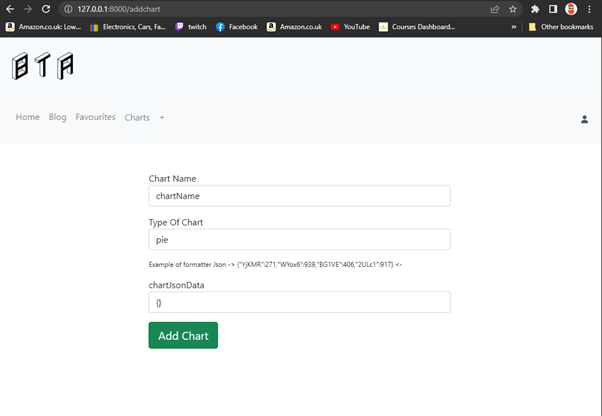 127.0.0.1:8000/addchart
Amazon.co.uk: Low... Electronics, Cars, Fa... twitch Facebook Amazon.co.uk YouTube Courses Dashboard... » Other bookmarks
BTA
Home Blog Favourites Charts +
Chart Name
chartName
Type Of Chart
pie
Example of formatter Json -> {"YjKMR":271,"WYox6":939,"BG1VE":406,"2ULc1":917} <-
chartJsonData
{}
Add Chart